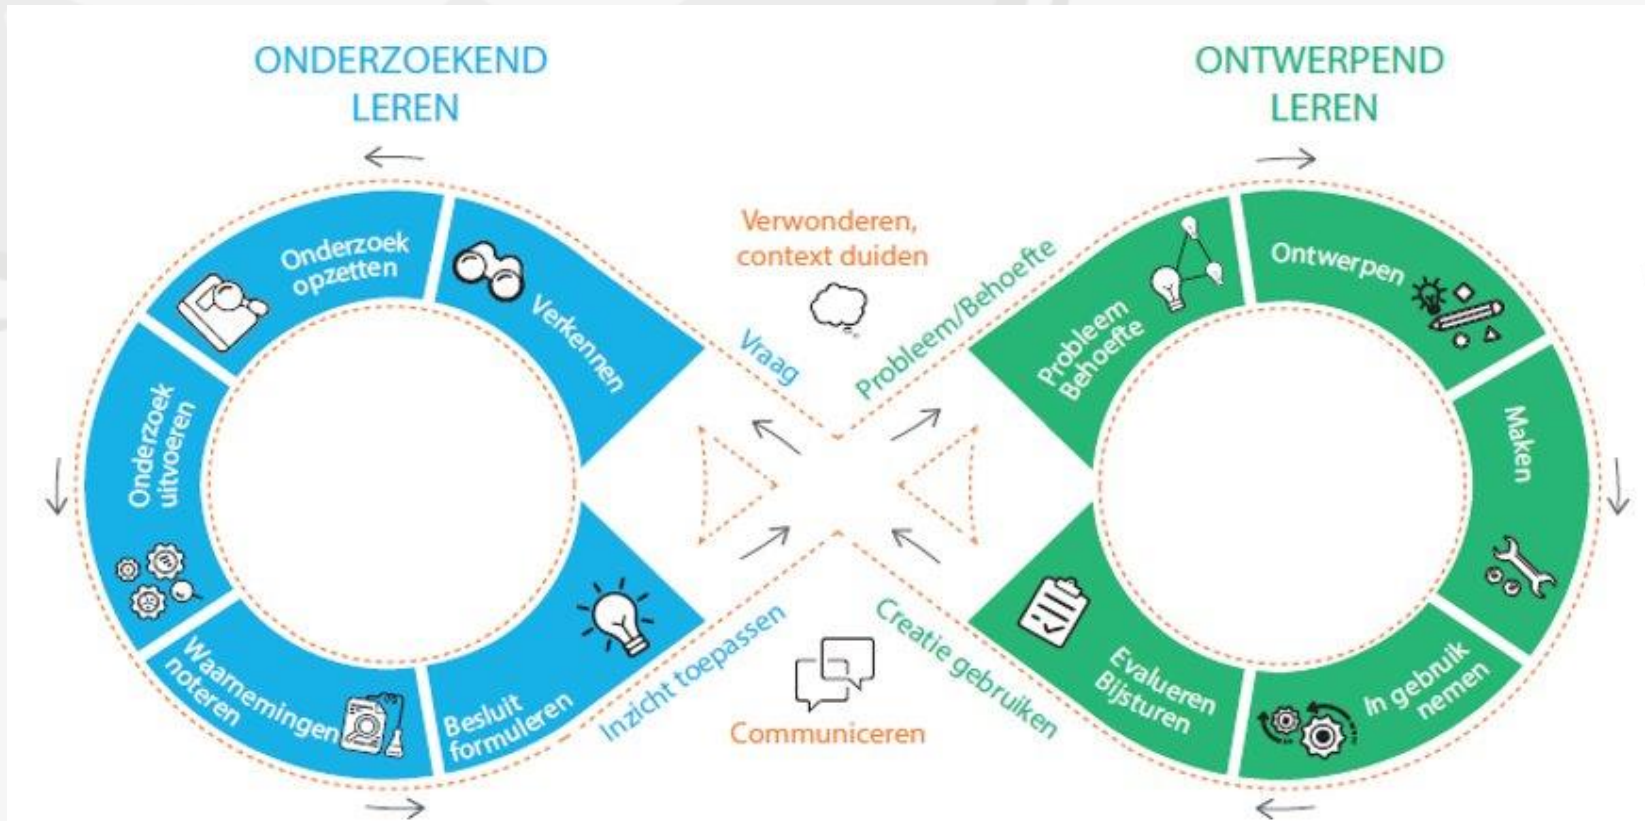 ONDERZOEKEND
LEREN
ONTWERPEND
LEREN
Verkennen
Onderzoek
opzetten
Onderzoek
uitvoeren
Waarnemingen
noteren
Besluit
formuleren
Vraag
Inzicht toepassen
Verwonderen,
context duiden
Communiceren
Probleem/Behoefte
Creatie gebruiken
Probleem
Behoefte
Ontwerpen
Maken
In gebruik
nemen
Evalueren
Bijsturen